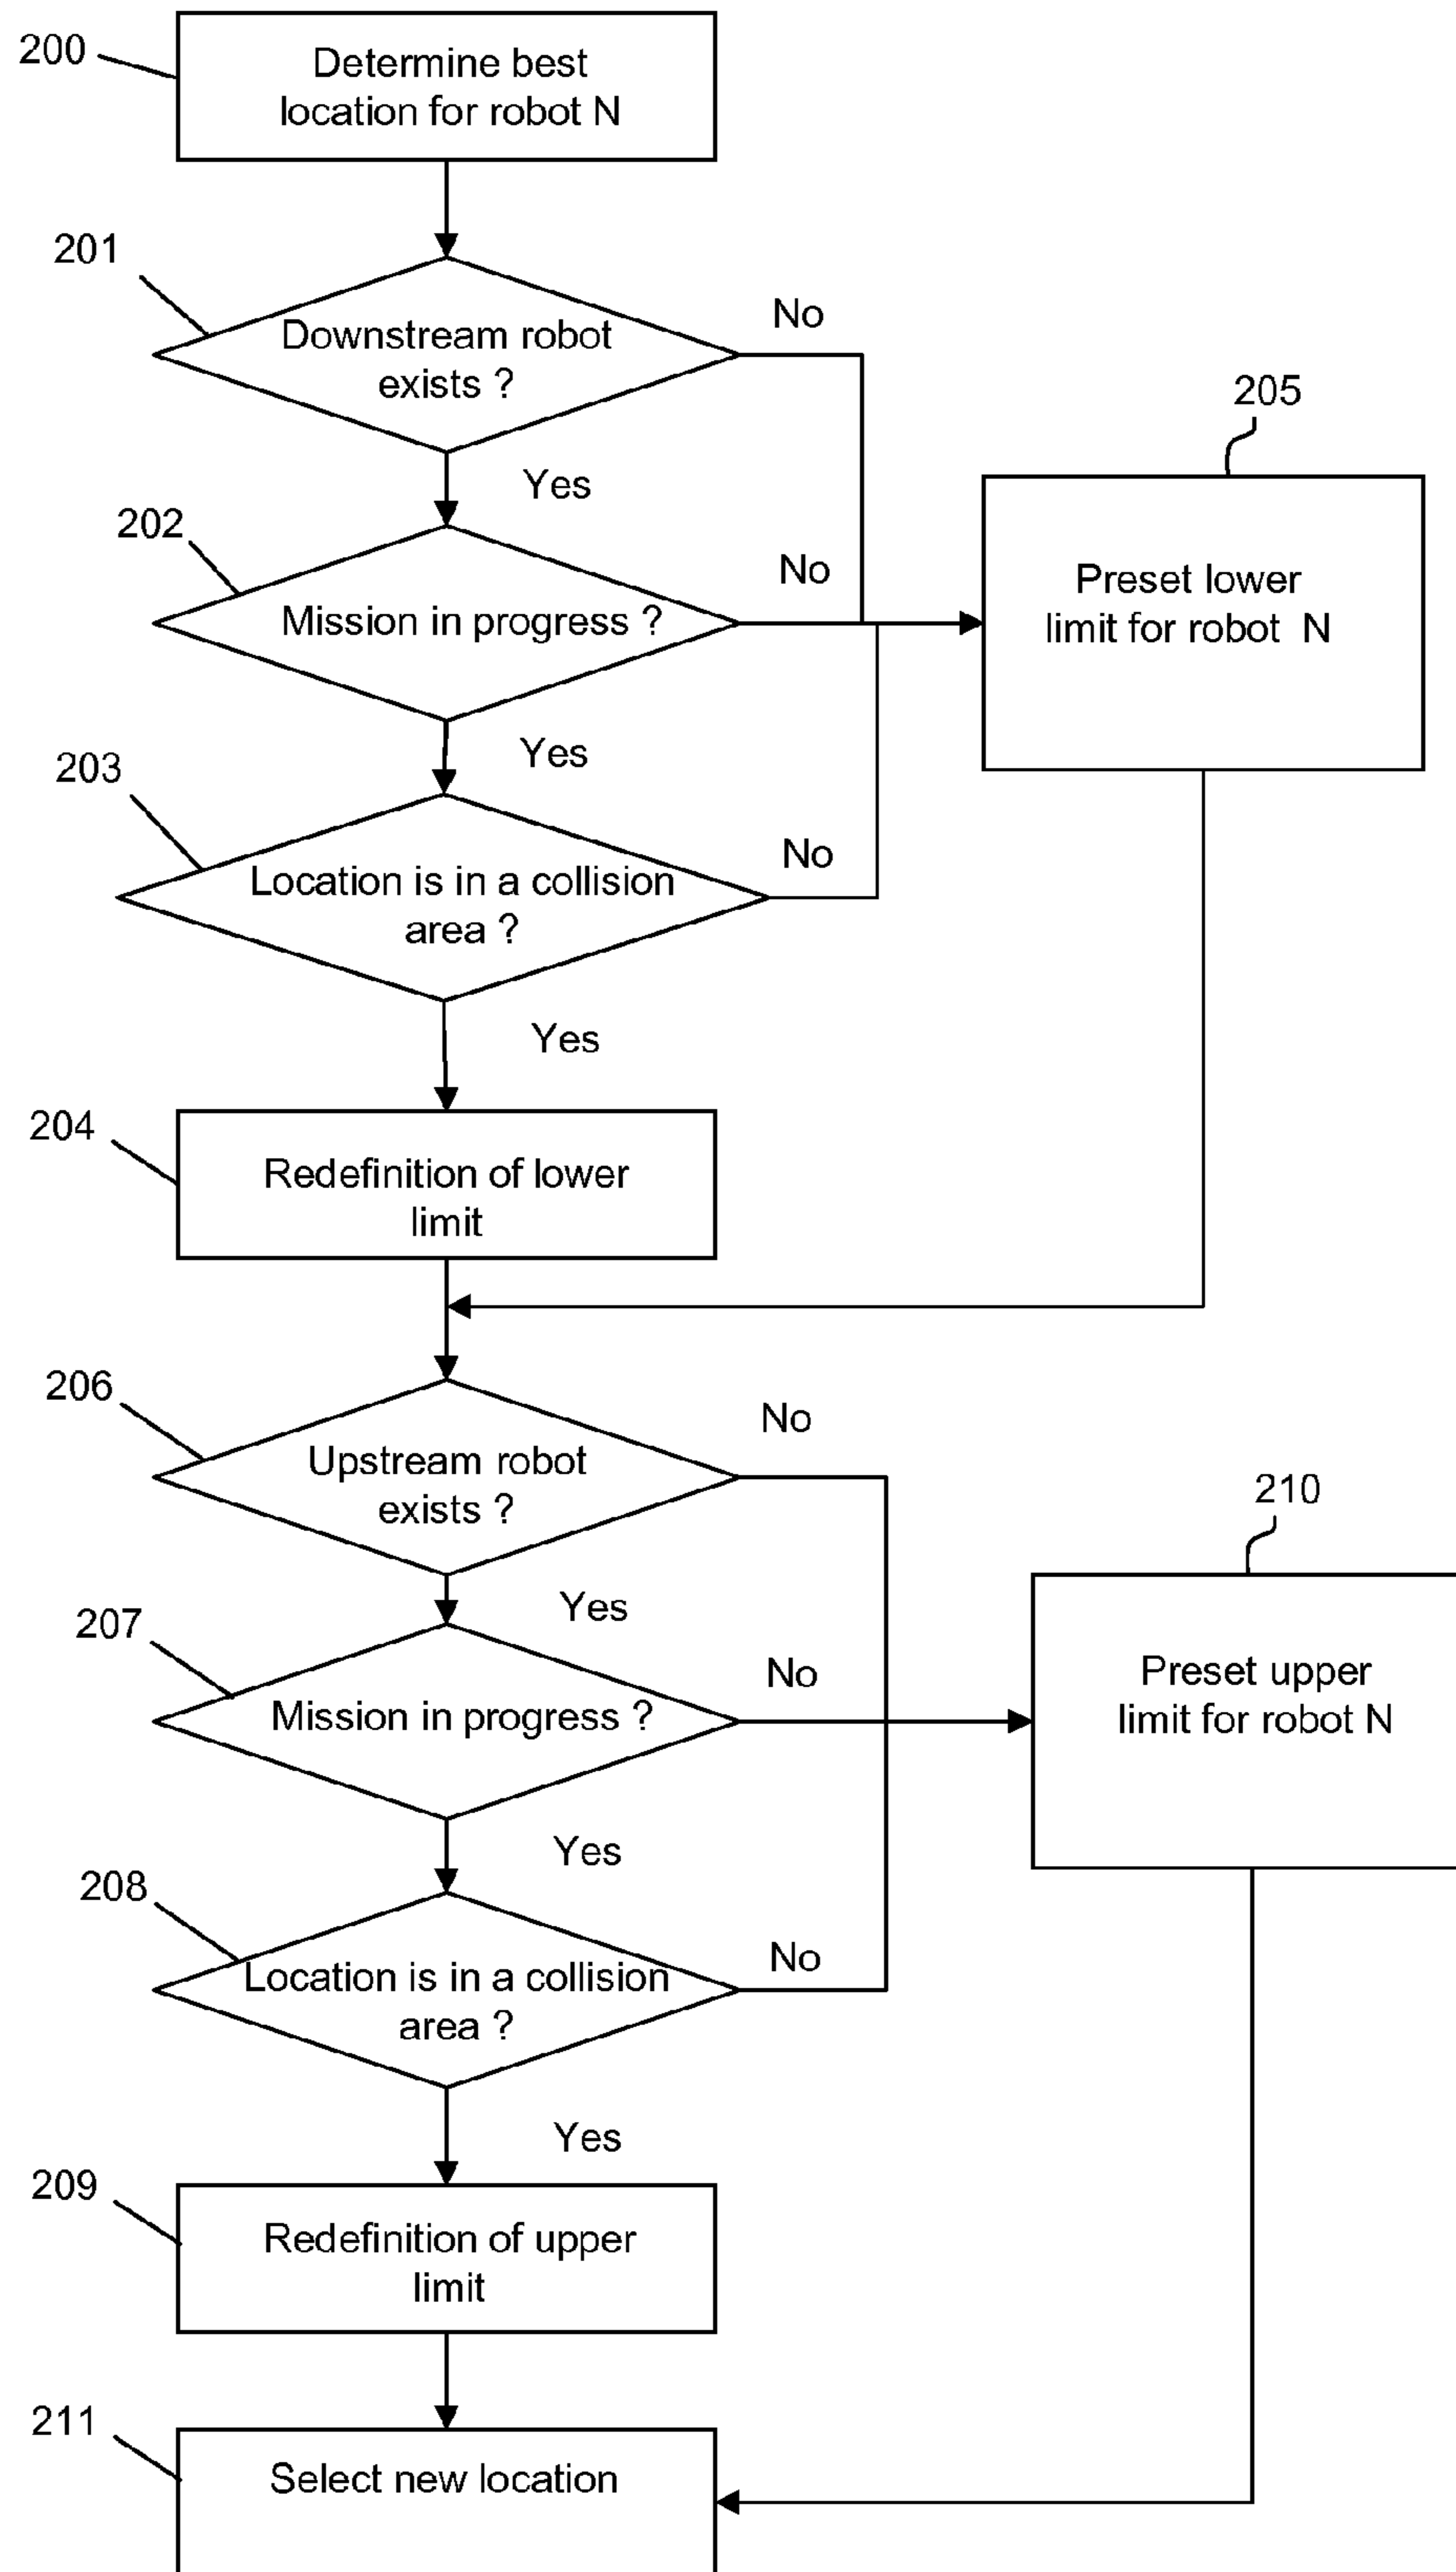 200
Determine best
location for robot N
201
Downstream robot
exists ?
No
Yes
205
202
Mission in progress ?
No
Preset lower
limit for robot N
Yes
203
Location is in a collision
area ?
No
Yes
204
Redefinition of lower
limit
206
Upstream robot
exists ?
No
Yes
210
207
Mission in progress ?
No
Preset upper
limit for robot N
Yes
208
Location is in a collision
area ?
No
Yes
209
Redefinition of upper
limit
211
Select new location